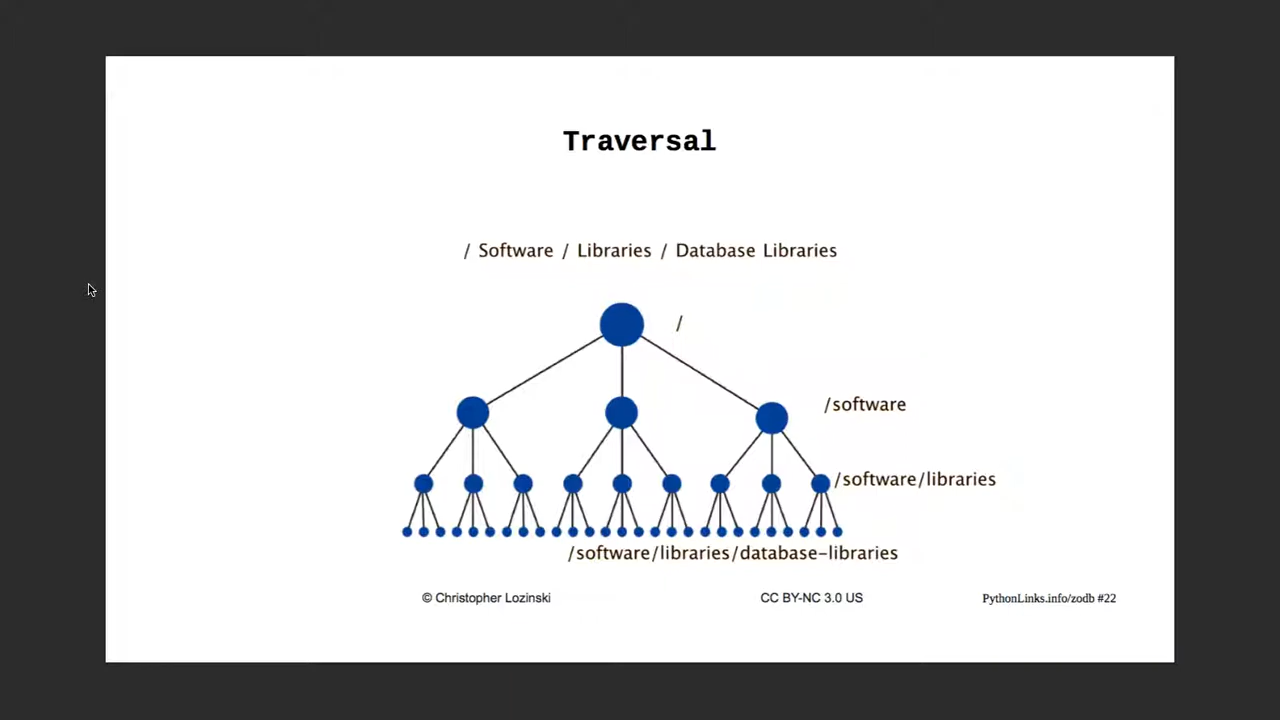 Traversal
/ Software / Libraries / Database Libraries
/
/software
/software/libraries
/software/libraries/database-libraries
© Christopher Lozinski
CC BY-NC 3.0 US
PythonLinks.info/zodb #22